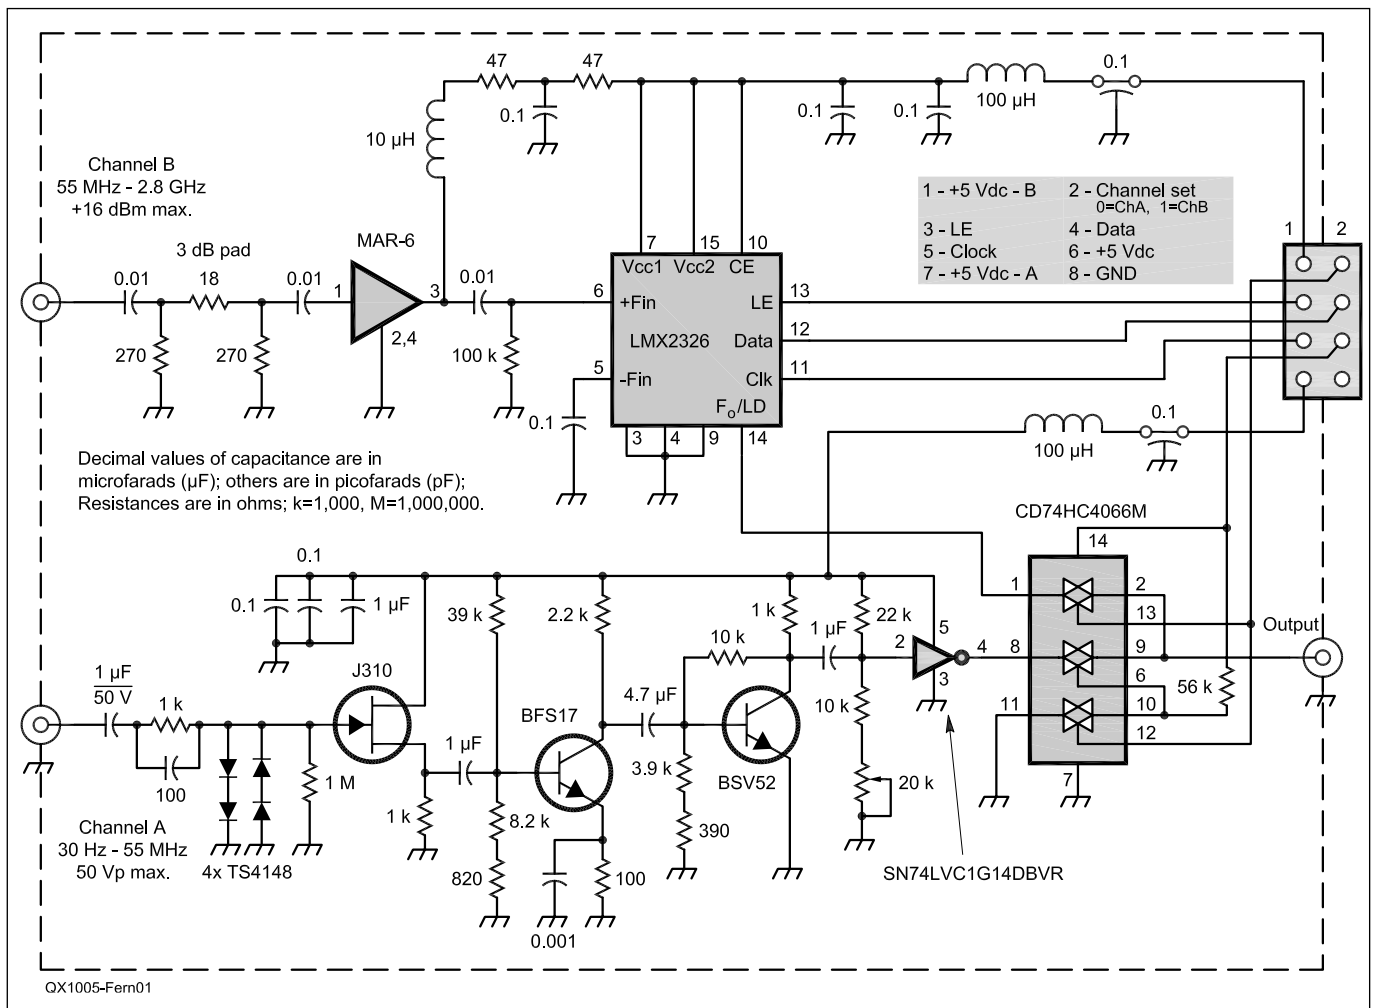 47
47
0.1
0.1
0.1
0.1
100 µH
10 µH
Channel B
55 MHz - 2.8 GHz
+16 dBm max.
1 - +5 Vdc - B
2 - Channel set
0=ChA, 1=ChB
3 - LE
4 - Data
5 - Clock
6 - +5 Vdc
7 - +5 Vdc - A
8 - GND
1
2
3 dB pad
MAR-6
7
15
10
Vcc1
Vcc2
CE
0.01
18
0.01
1
3
0.01
6
+Fin
LE
13
2,4
270
270
100 k
LMX2326
Data
12
5
-Fin
Clk
11
Fo/LD
0.1
3
4
9
14
0.1
100 µH
Decimal values of capacitance are in
microfarads (µF); others are in picofarads (pF);
Resistances are in ohms; k=1,000, M=1,000,000.
CD74HC4066M
14
0.1
0.1
1 µF
39 k
2.2 k
1 k
1 µF
22 k
5
1
2
13
Output
10 k
2
4
8
9
3
6
56 k
1 µF
50 V
1 k
J310
BFS17
4.7 µF
10 k
11
10
12
100
1 M
1 µF
3.9 k
BSV52
20 k
7
1 k
8.2 k
390
Channel A
30 Hz - 55 MHz
50 Vp max.
4x TS4148
820
100
SN74LVC1G14DBVR
0.001
QX1005-Fern01